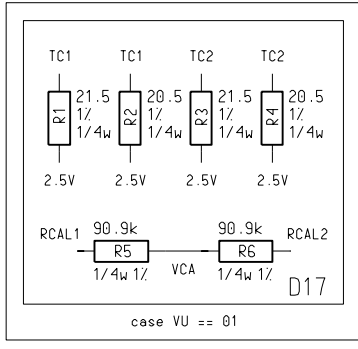 TC1 TC1 TC2 TC2
R1 21.5 1% 1/4w
R2 20.5 1% 1/4w
R3 21.5 1% 1/4w
R4 20.5 1% 1/4w
2.5V 2.5V 2.5V 2.5V
RCAL1 90.9k 90.9k RCAL2
R5 R6
1/4w 1% VCA 1/4w 1%
D17
case VU == 01